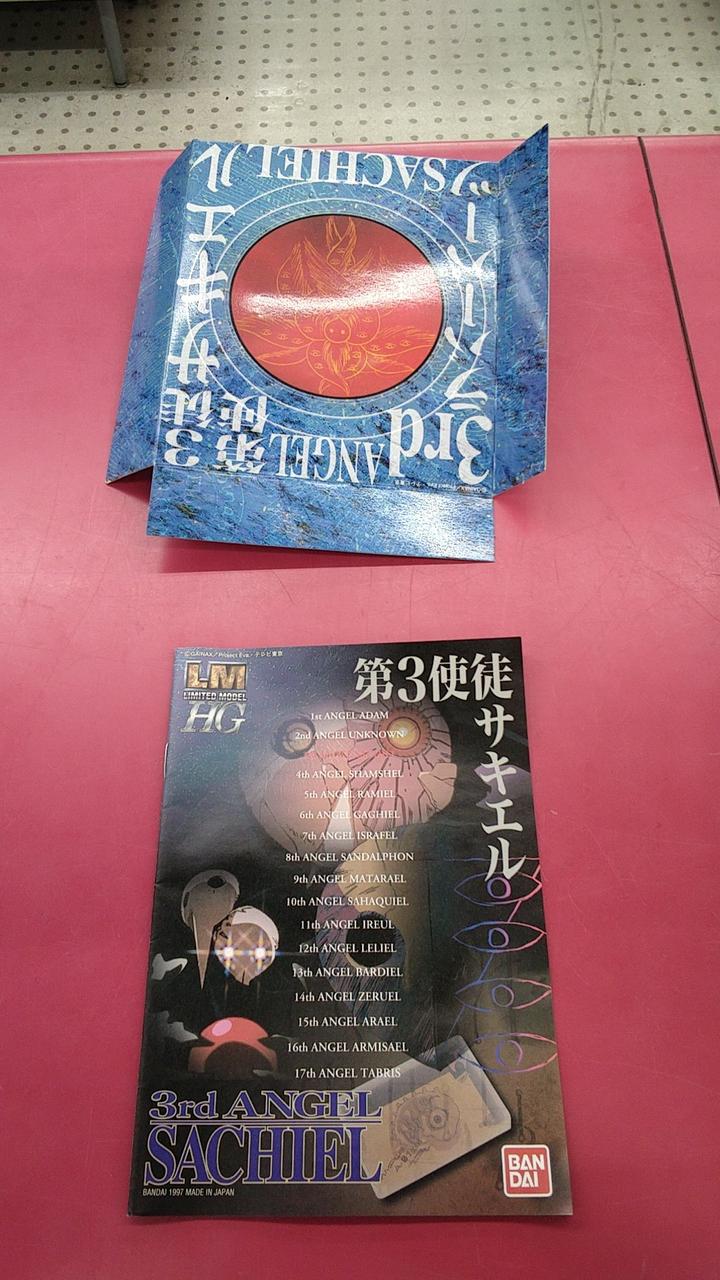 SACHIEL
第3使徒サキエル
3rd
ANGEL
©GAINAX/Project Eva・テレビ東京
LM
LIMITED MODEL
HG
第3使徒サキエル
1st ANGEL ADAM
2nd ANGEL UNKNOWN
4th ANGEL SHAMSHEL
5th ANGEL RAMIEL
6th ANGEL GAGHIEL
7th ANGEL ISRAFEL
8th ANGEL SANDALPHON
9th ANGEL MATARAEL
10th ANGEL SAHAQUIEL
11th ANGEL IREUL
12th ANGEL LELIEL
13th ANGEL BARDIEL
14th ANGEL ZERUEL
15th ANGEL ARAEL
16th ANGEL ARMISAEL
17th ANGEL TABRIS
3rd ANGEL
SACHIEL
BANDAI 1997 MADE IN JAPAN
BAN
DAI